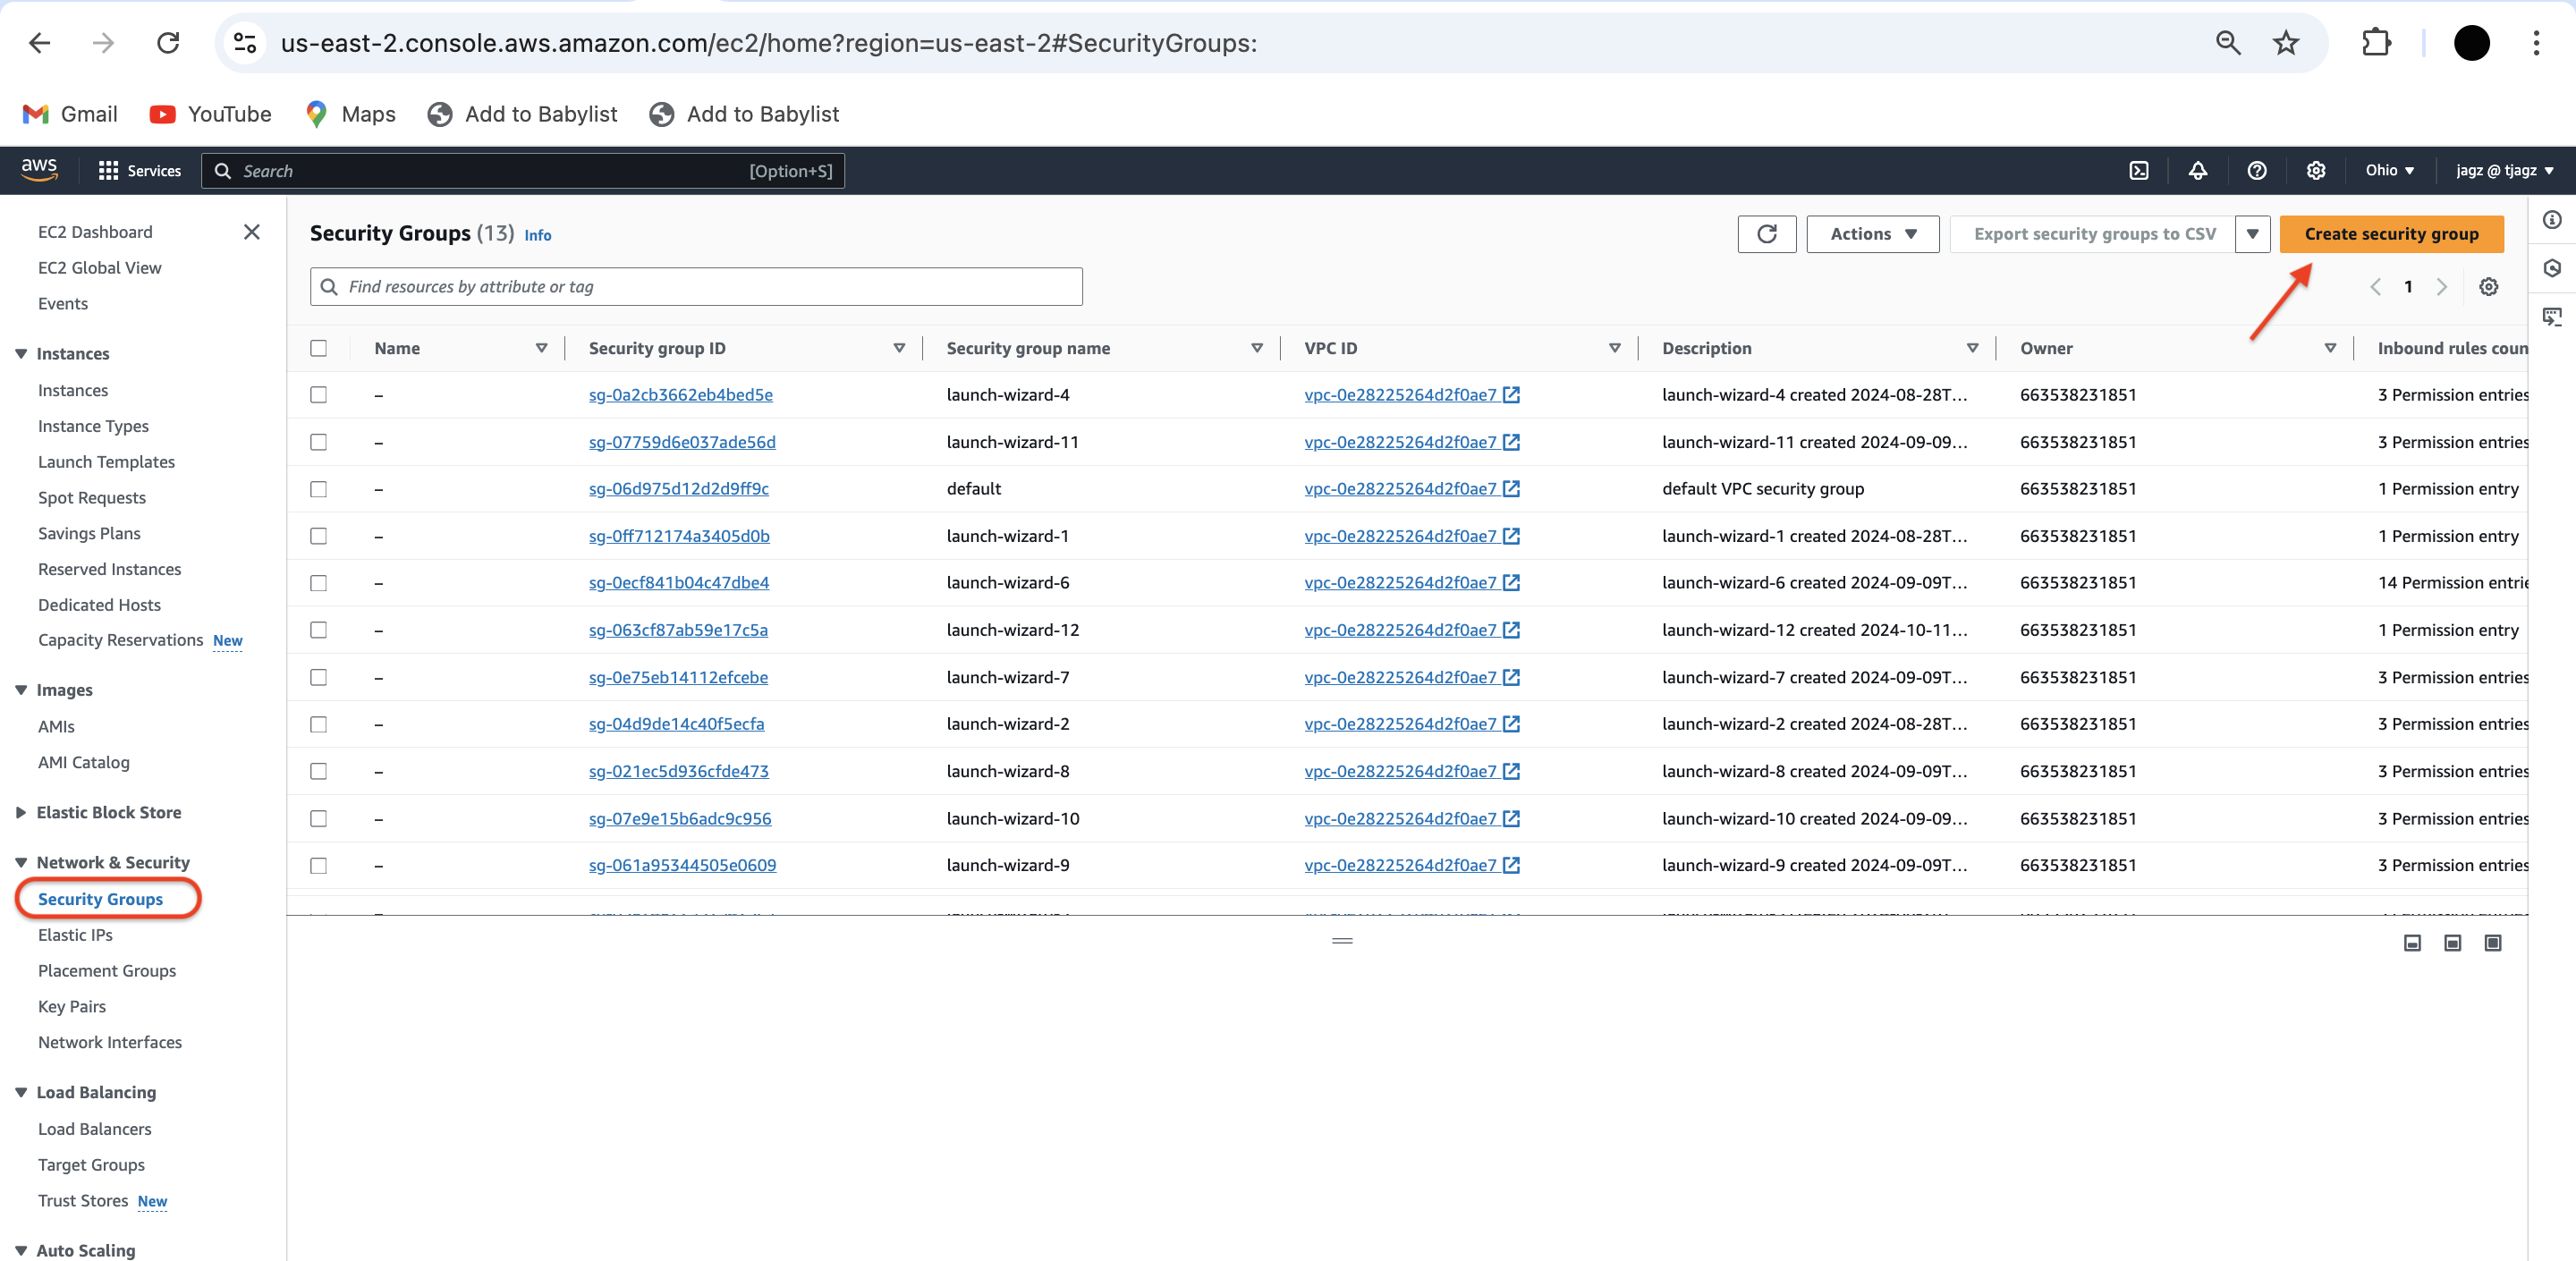 us-east-2.console.aws.amazon.com/ec2/home?region=us-east-2#SecurityGroups:
Gmail YouTube Maps Add to Babylist Add to Babylist
aws Services Search [Option+S] Ohio jagz @ tjagz
EC2 Dashboard
EC2 Global View
Events
Instances
Instances
Instance Types
Launch Templates
Spot Requests
Savings Plans
Reserved Instances
Dedicated Hosts
Capacity Reservations New
Images
AMIs
AMI Catalog
Elastic Block Store
Network & Security
Security Groups
Elastic IPs
Placement Groups
Key Pairs
Network Interfaces
Load Balancing
Load Balancers
Target Groups
Trust Stores New
Auto Scaling
Security Groups (13) Info Actions Export security groups to CSV Create security group
Find resources by attribute or tag 1
Name Security group ID Security group name VPC ID Description Owner Inbound rules coun
– sg-0a2cb3662eb4bed5e launch-wizard-4 vpc-0e28225264d2f0ae7 launch-wizard-4 created 2024-08-28T… 663538231851 3 Permission entries
– sg-07759d6e037ade56d launch-wizard-11 vpc-0e28225264d2f0ae7 launch-wizard-11 created 2024-09-09… 663538231851 3 Permission entries
– sg-06d975d12d2d9ff9c default vpc-0e28225264d2f0ae7 default VPC security group 663538231851 1 Permission entry
– sg-0ff712174a3405d0b launch-wizard-1 vpc-0e28225264d2f0ae7 launch-wizard-1 created 2024-08-28T… 663538231851 1 Permission entry
– sg-0ecf841b04c47dbe4 launch-wizard-6 vpc-0e28225264d2f0ae7 launch-wizard-6 created 2024-09-09T… 663538231851 14 Permission entrie
– sg-063cf87ab59e17c5a launch-wizard-12 vpc-0e28225264d2f0ae7 launch-wizard-12 created 2024-10-11… 663538231851 1 Permission entry
– sg-0e75eb14112efcebe launch-wizard-7 vpc-0e28225264d2f0ae7 launch-wizard-7 created 2024-09-09T… 663538231851 3 Permission entries
– sg-04d9de14c40f5ecfa launch-wizard-2 vpc-0e28225264d2f0ae7 launch-wizard-2 created 2024-08-28T… 663538231851 3 Permission entries
– sg-021ec5d936cfde473 launch-wizard-8 vpc-0e28225264d2f0ae7 launch-wizard-8 created 2024-09-09T… 663538231851 3 Permission entries
– sg-07e9e15b6adc9c956 launch-wizard-10 vpc-0e28225264d2f0ae7 launch-wizard-10 created 2024-09-09… 663538231851 3 Permission entries
– sg-061a95344505e0609 launch-wizard-9 vpc-0e28225264d2f0ae7 launch-wizard-9 created 2024-09-09T… 663538231851 3 Permission entries